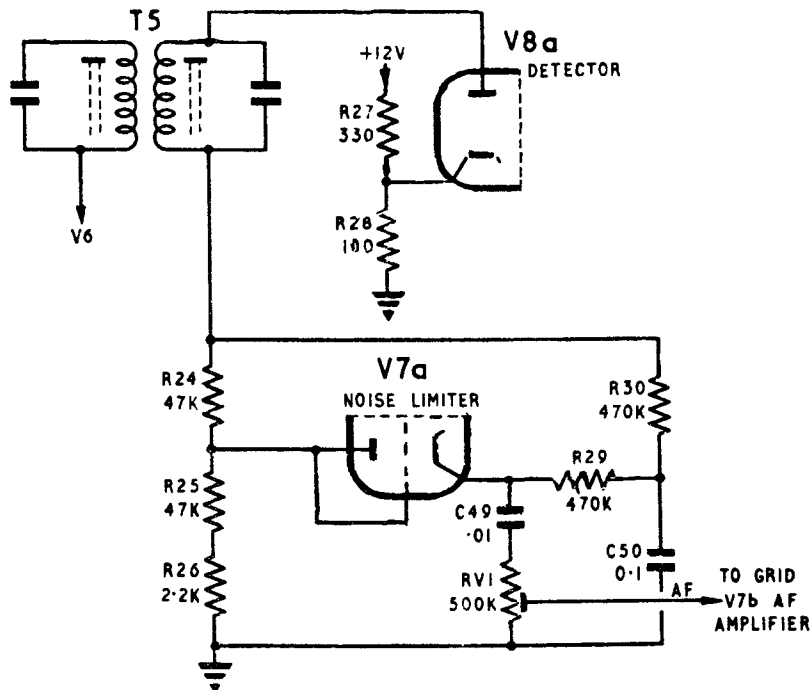 T5
V8a
DETECTOR
+12V
R27
330
V6
R28
100
V7a
NOISE LIMITER
R24
47K
R30
470K
R29
470K
R25
47K
C49
.01
R26
2.2K
RV1
500K
C50
0.1
AF
TO GRID
V7b AF
AMPLIFIER